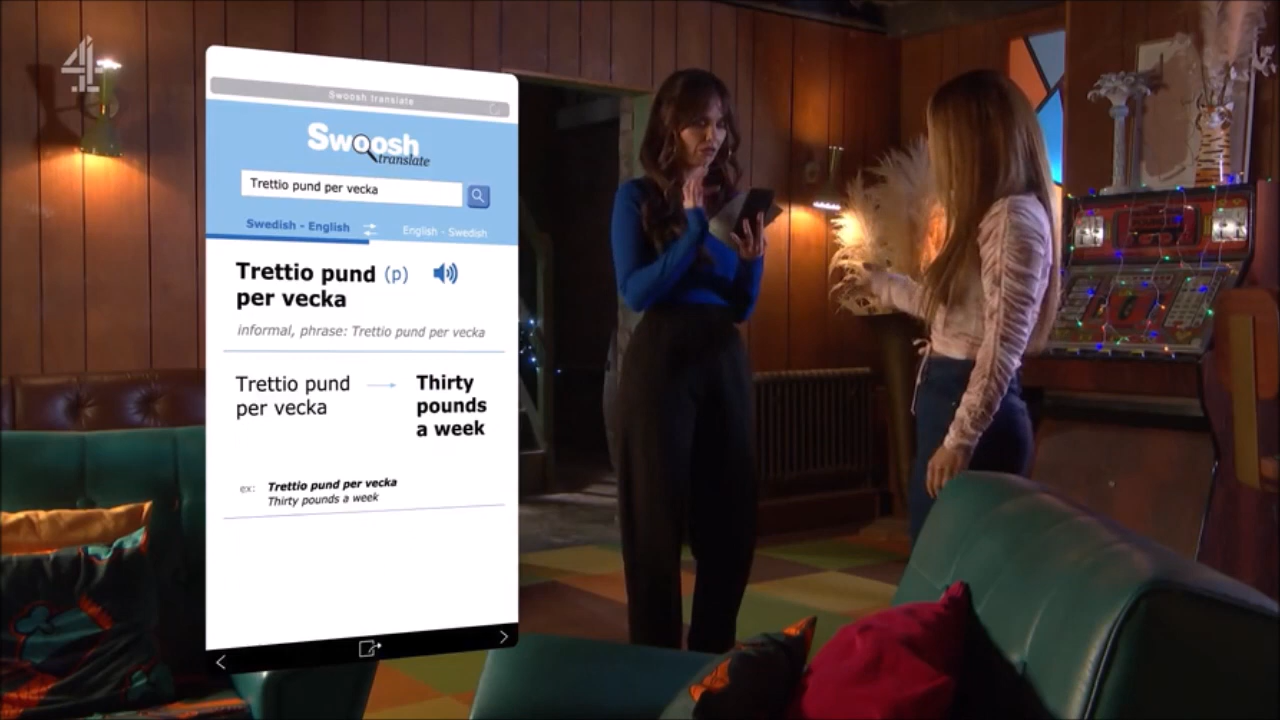 4
Swoosh translate
Swoosh
translate
Trettio pund per vecka
Swedish - English
English - Swedish
Trettio pund (p)
per vecka
informal, phrase: Trettio pund per vecka
Trettio pund
per vecka
Thirty
pounds
a week
ex: Trettio pund per vecka
Thirty pounds a week